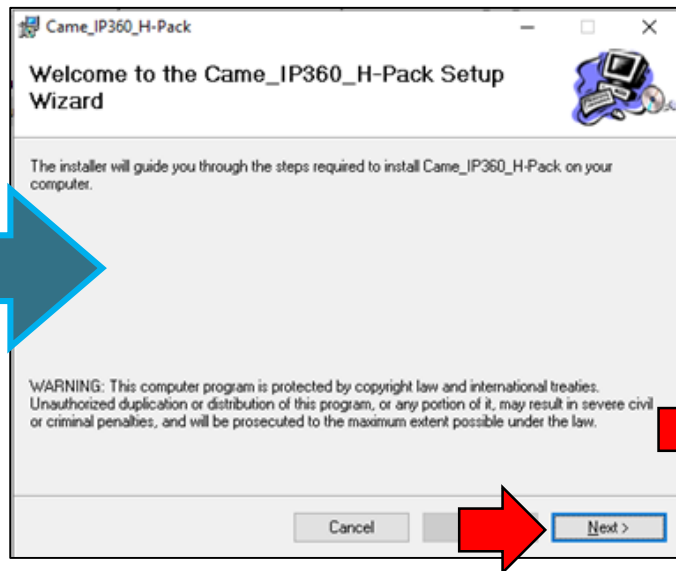 Came_IP360_H-Pack
Welcome to the Came_IP360_H-Pack Setup
Wizard
The installer will guide you through the steps required to install Came_IP360_H-Pack on your
computer.
WARNING: This computer program is protected by copyright law and international treaties.
Unauthorized duplication or distribution of this program, or any portion of it, may result in severe civil
or criminal penalties, and will be prosecuted to the maximum extent possible under the law.
Cancel
Next >